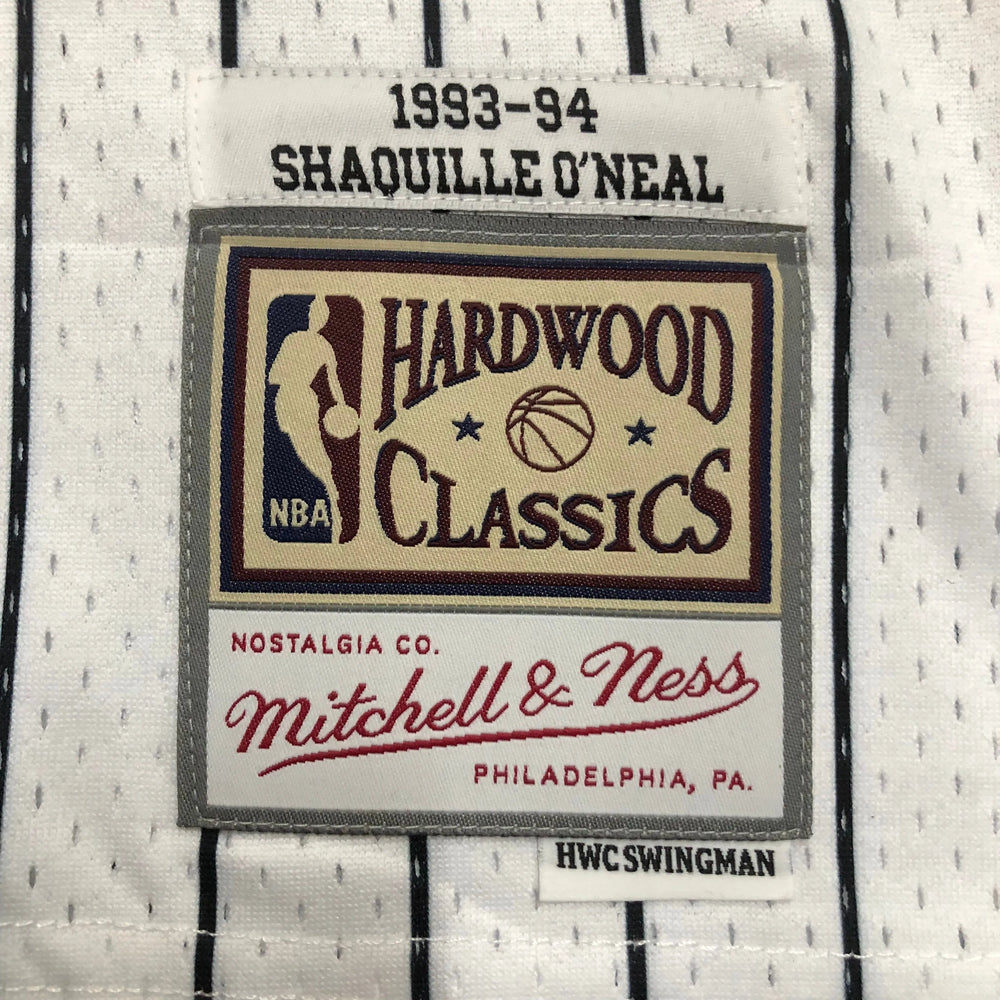 1993-94
SHAQUILLE O'NEAL
HARDWOOD
CLASSICS
NBA
NOSTALGIA CO.
Mitchell & Ness
PHILADELPHIA, PA.
HWC SWINGMAN